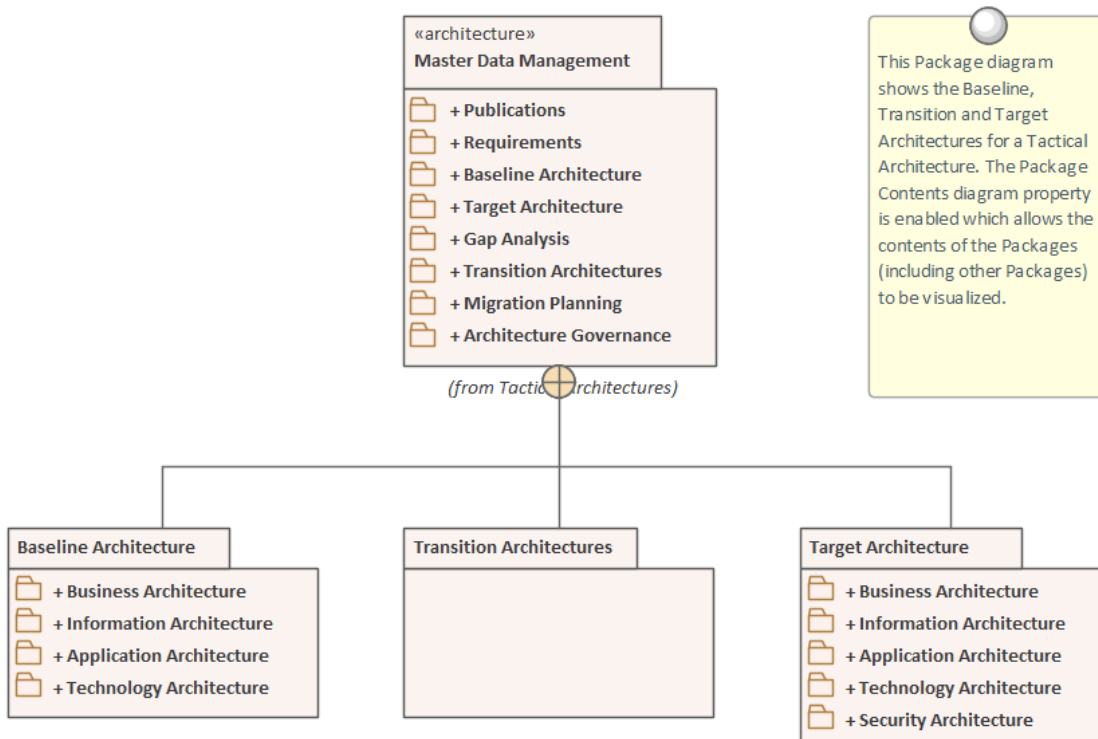 «architecture»
Master Data Management
+ Publications
+ Requirements
+ Baseline Architecture
+ Target Architecture
+ Gap Analysis
+ Transition Architectures
+ Migration Planning
+ Architecture Governance
(from Tactical Architectures)
This Package diagram
shows the Baseline,
Transition and Target
Architectures for a Tactical
Architecture. The Package
Contents diagram property
is enabled which allows the
contents of the Packages
(including other Packages)
to be visualized.
Baseline Architecture
+ Business Architecture
+ Information Architecture
+ Application Architecture
+ Technology Architecture
Transition Architectures
Target Architecture
+ Business Architecture
+ Information Architecture
+ Application Architecture
+ Technology Architecture
+ Security Architecture